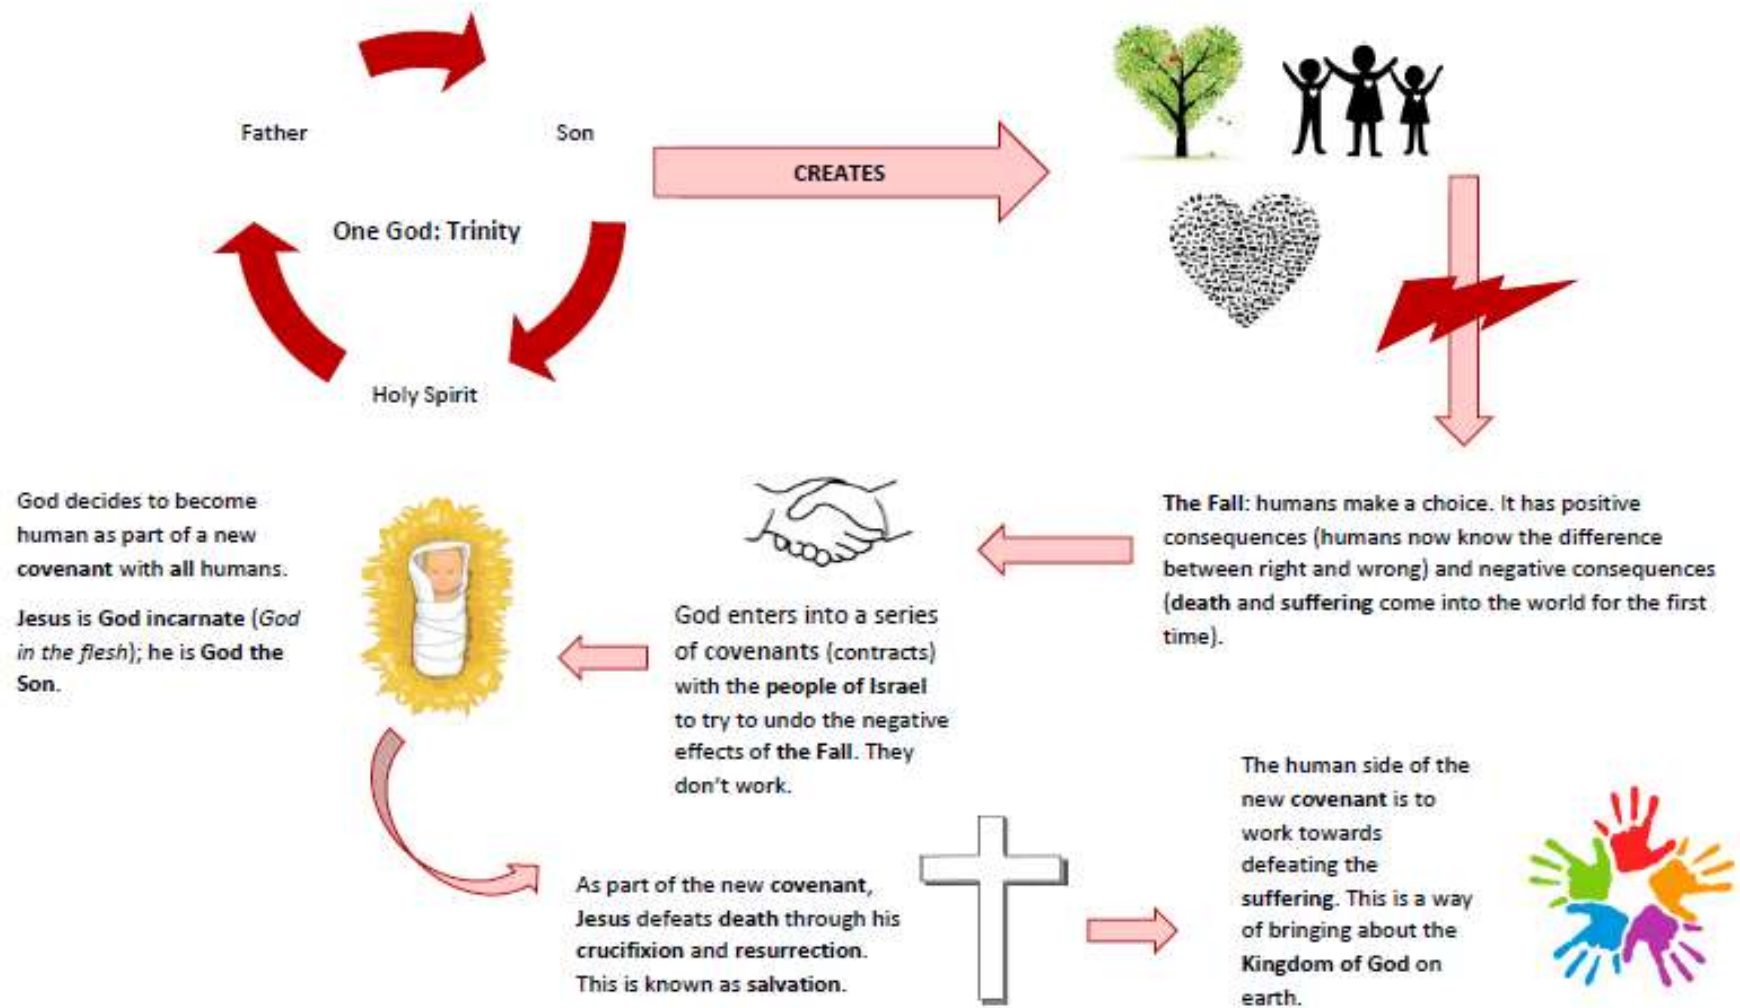 Father
Son
One God: Trinity
Holy Spirit
CREATES
The Fall: humans make a choice. It has positive
consequences (humans now know the difference
between right and wrong) and negative consequences
(death and suffering come into the world for the first
time).
God enters into a series
of covenants (contracts)
with the people of Israel
to try to undo the negative
effects of the Fall. They
don't work.
God decides to become
human as part of a new
covenant with all humans.
Jesus is God incarnate (God
in the flesh); he is God the
Son.
As part of the new covenant,
Jesus defeats death through his
crucifixion and resurrection.
This is known as salvation.
The human side of the
new covenant is to
work towards
defeating the
suffering. This is a way
of bringing about the
Kingdom of God on
earth.